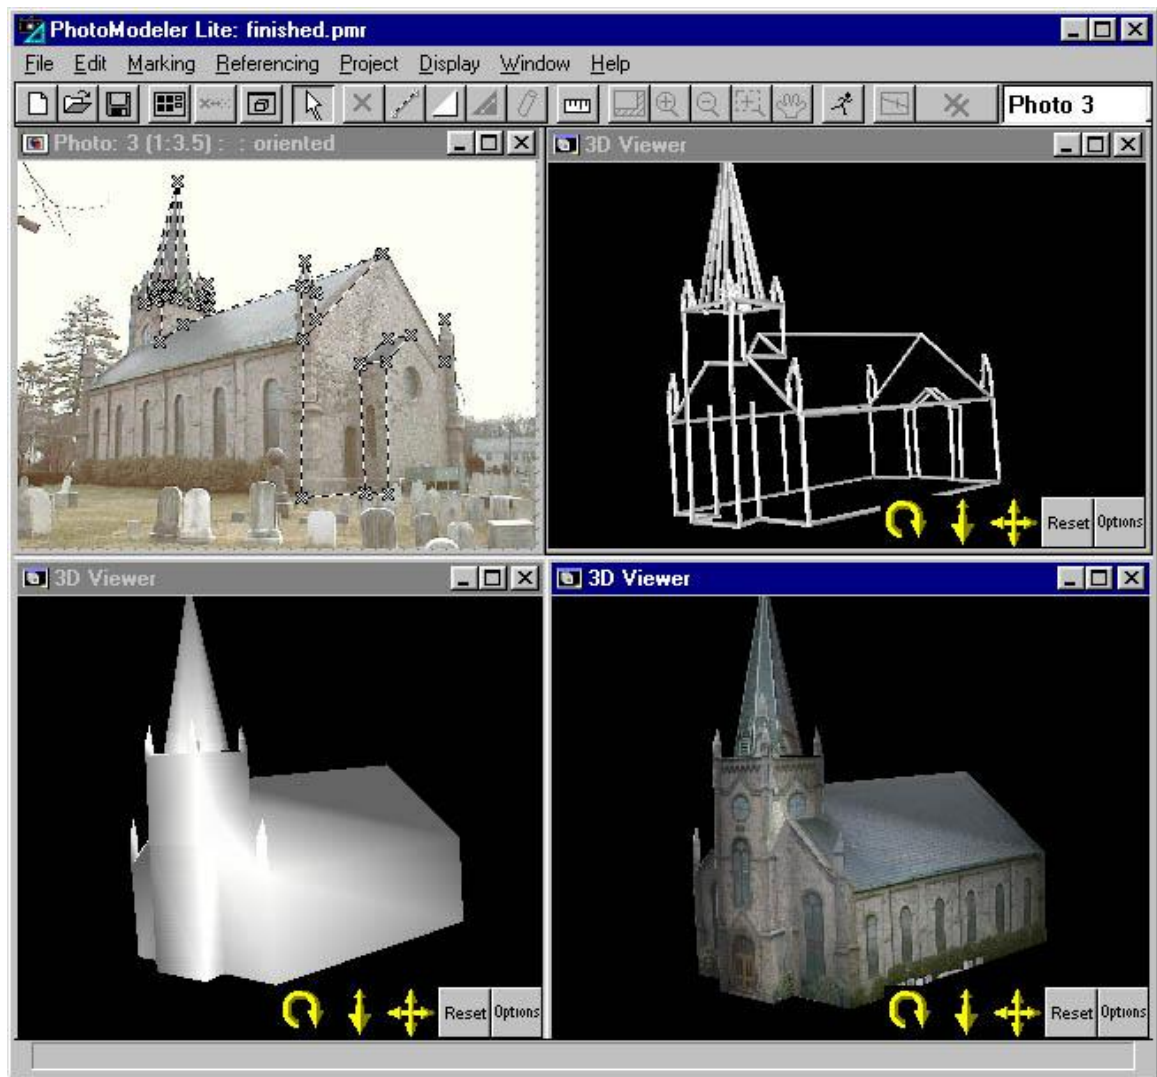 PhotoModeler Lite: finished.pmr
File Edit Marking Referencing Project Display Window Help
Photo 3
Photo: 3 (1:3.5) : : oriented
3D Viewer
Reset Options
3D Viewer
3D Viewer
Reset Options
Reset Options